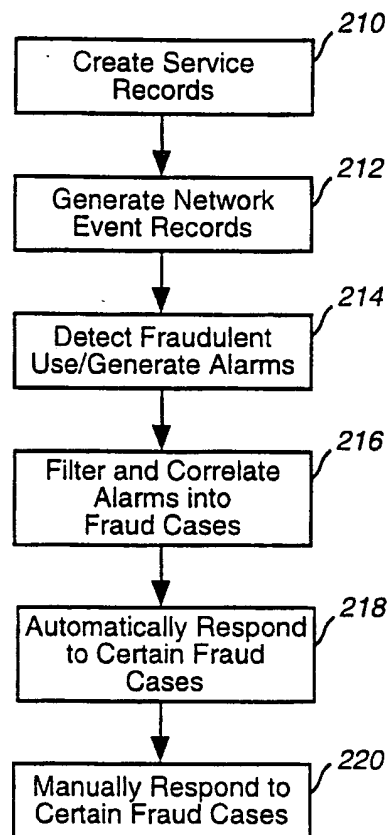 210
Create Service
Records
212
Generate Network
Event Records
214
Detect Fraudulent
Use/Generate Alarms
216
Filter and Correlate
Alarms into
Fraud Cases
218
Automatically Respond
to Certain Fraud
Cases
220
Manually Respond to
Certain Fraud Cases